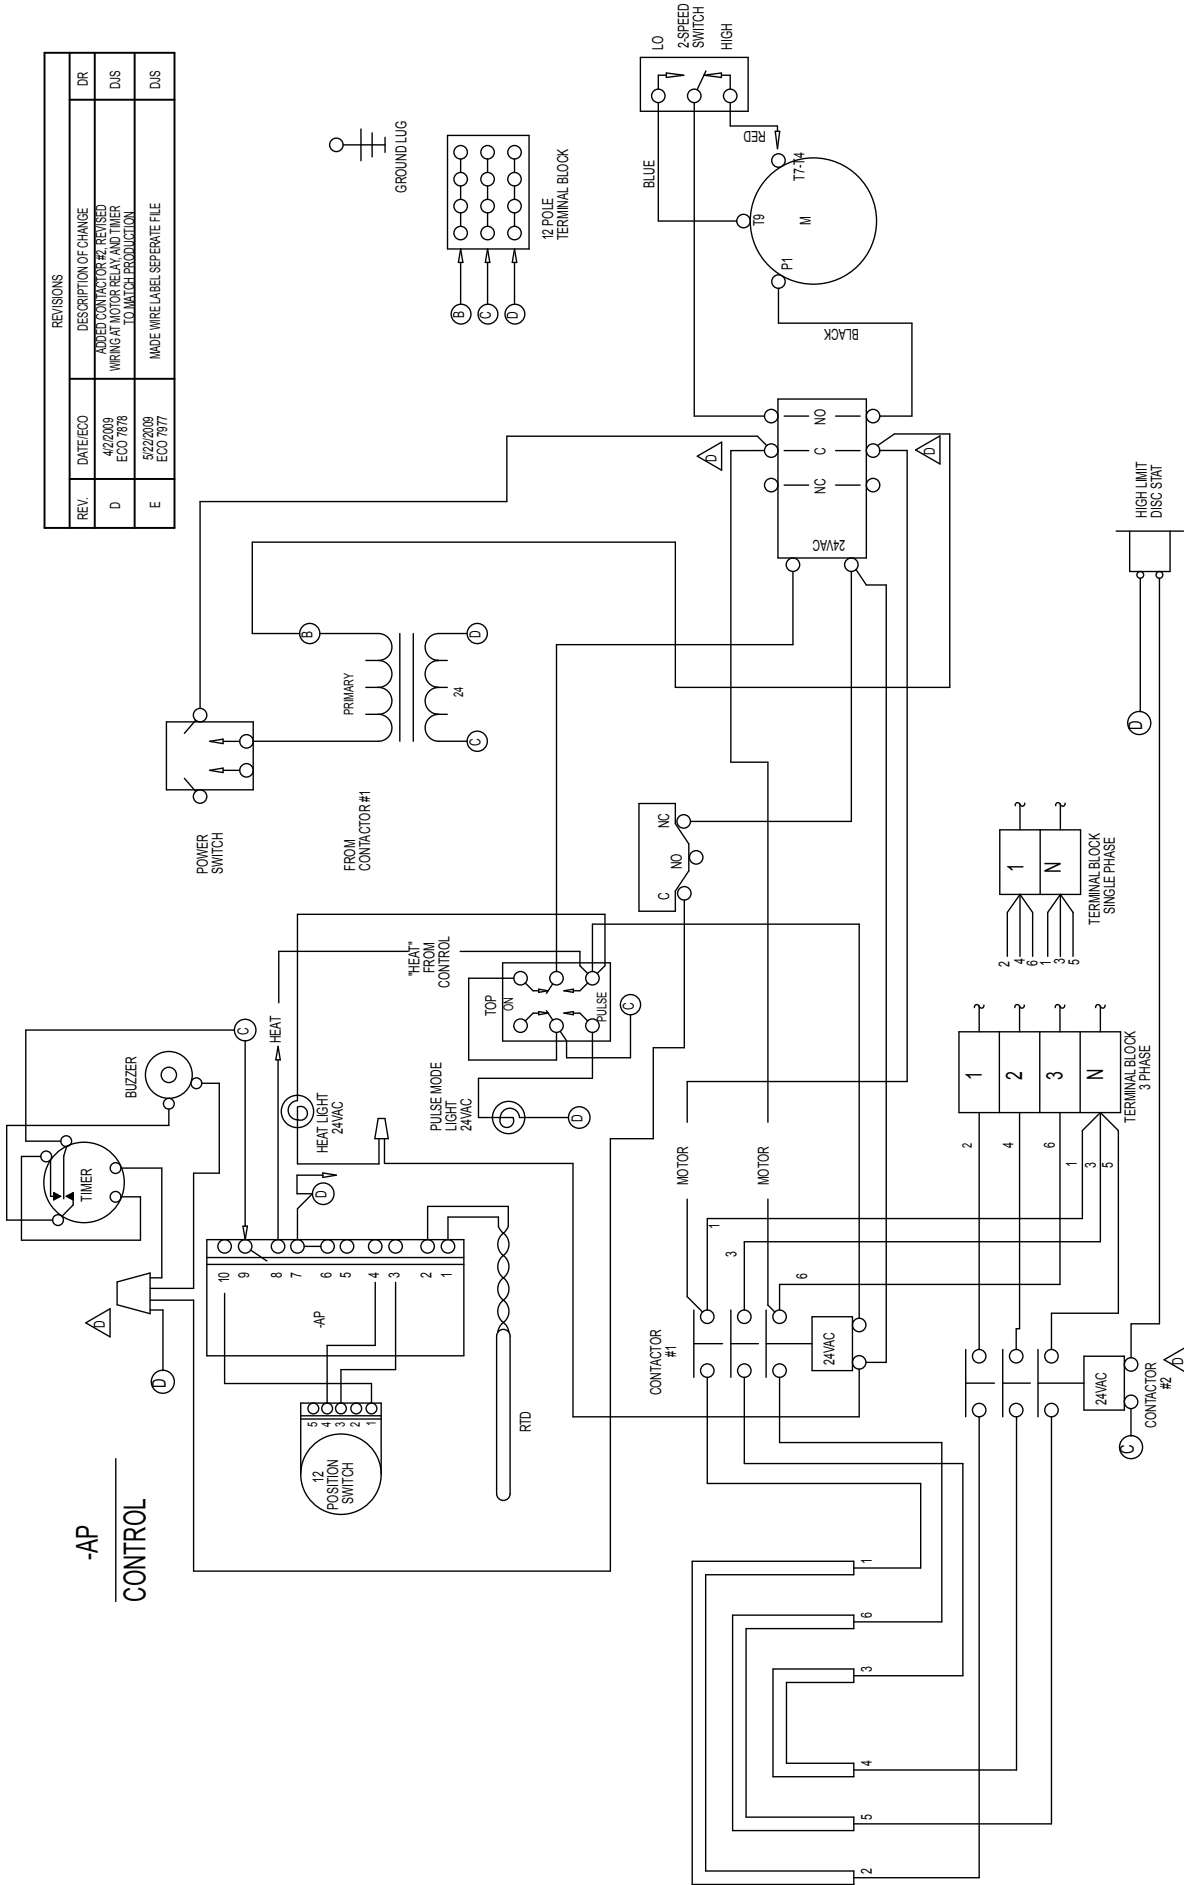 REVISIONS
REV.
DATE/ECO
DESCRIPTION OF CHANGE
DR
D
4/2/2009
ECO 7878
ADDED CONTACTOR #2, REVISED
WIRING AT MOTOR RELAY, AND TIMER
TO MATCH PRODUCTION
DJS
E
5/22/2009
ECO 7977
MADE WIRE LABEL SEPERATE FILE
DJS
-AP
CONTROL
D
D
TIMER
BUZZER
C
HEAT
POWER
SWITCH
GROUND LUG
12
POSITION
SWITCH
5
4
3
2
1
-AP
10
9
8
7
6
5
4
3
2
1
D
HEAT LIGHT
24VAC
RTD
FROM
CONTACTOR #1
PRIMARY
24
B
C
D
B
C
D
12 POLE
TERMINAL BLOCK
"HEAT"
FROM
CONTROL
PULSE MODE
LIGHT
24VAC
D
TOP
ON
PULSE
C
C
NO
NC
LO
2-SPEED
SWITCH
HIGH
BLUE
RED
T9
T7-T4
M
P1
BLACK
D
NC
C
NO
24VAC
D
MOTOR
MOTOR
CONTACTOR
#1
1
3
6
24VAC
2
4
6
1
3
5
1
2
3
N
TERMINAL BLOCK
3 PHASE
2
4
6
1
3
5
1
N
TERMINAL BLOCK
SINGLE PHASE
D
HIGH LIMIT
DISC STAT
2
5
4
3
6
1
24VAC
C
CONTACTOR
#2
D